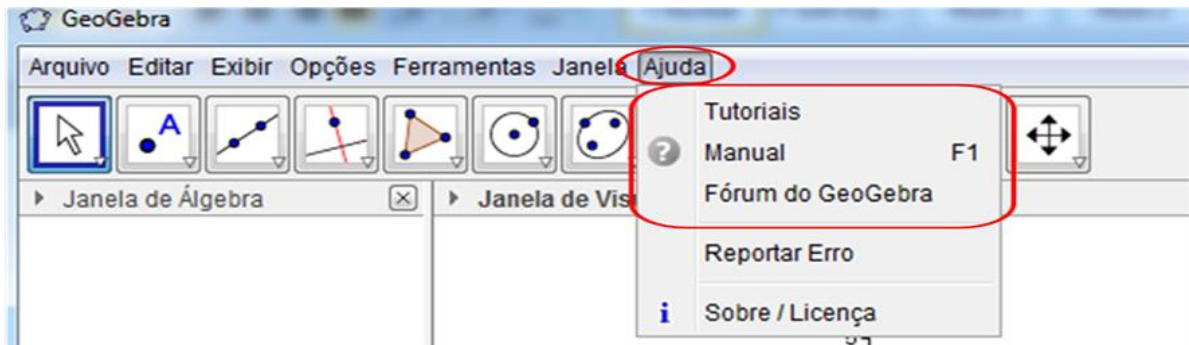 GeoGebra
Arquivo Editar Exibir Opções Ferramentas Janela Ajuda
A
Tutoriais
Manual F1
Fórum do GeoGebra
Reportar Erro
Sobre / Licença
Janela de Álgebra
Janela de Vis